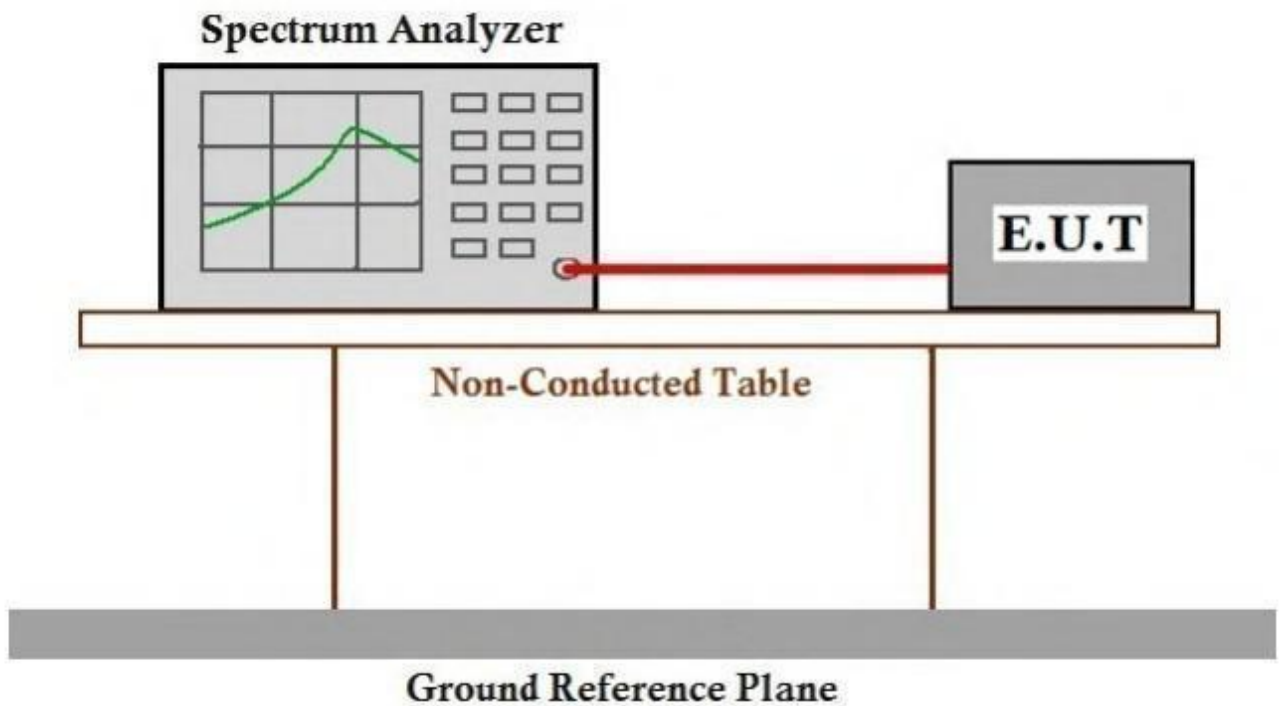 Spectrum Analyzer
E.U.T
Non-Conducted Table
Ground Reference Plane